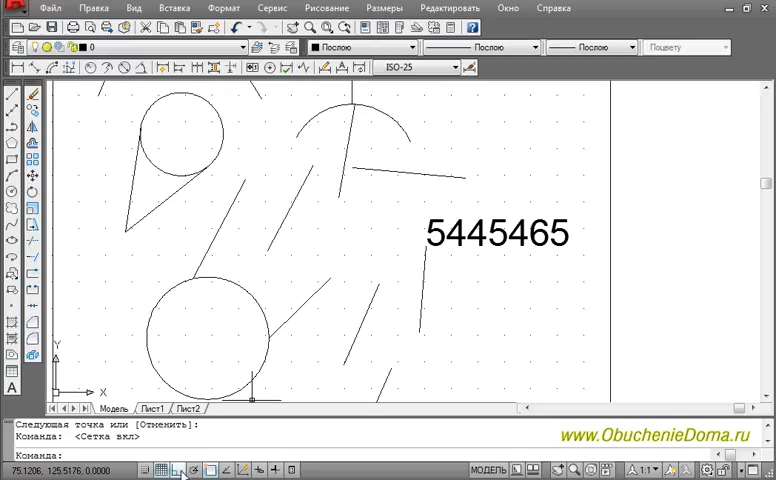 Файл Правка Вид Вставка Формат Сервис Рисование Размеры Редактировать Окно Справка
0 Послою Послою Послою Поцвету
ISO-25
5445465
Y
X
Модель Лист1 Лист2
Следующая точка или [Отменить]:
Команда: <Сетка вкл>
www.ObuchenieDoma.ru
Команда:
75.1206, 125.5176, 0.0000 МОДЕЛЬ 1:1
A